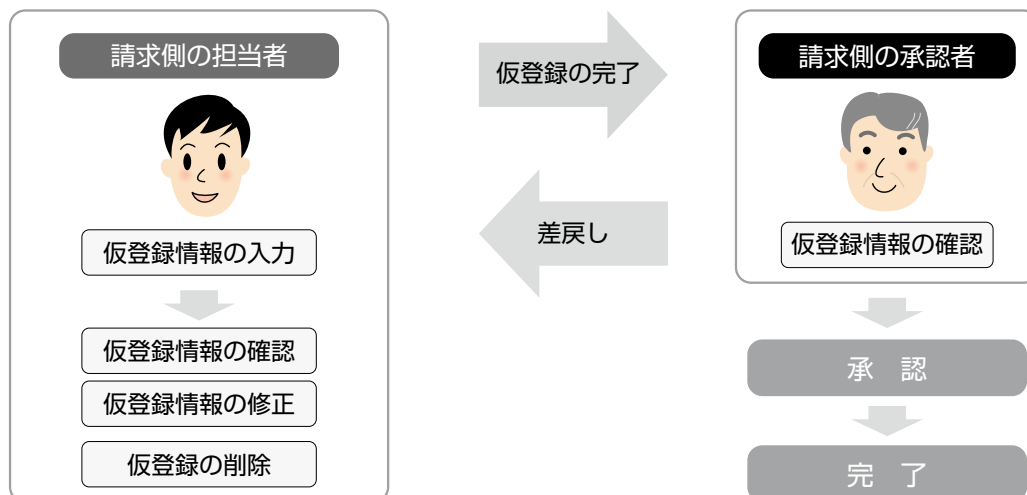 請求側の担当者
仮登録情報の入力
仮登録情報の確認
仮登録情報の修正
仮登録の削除
仮登録の完了
差戻し
請求側の承認者
仮登録情報の確認
承 認
完 了